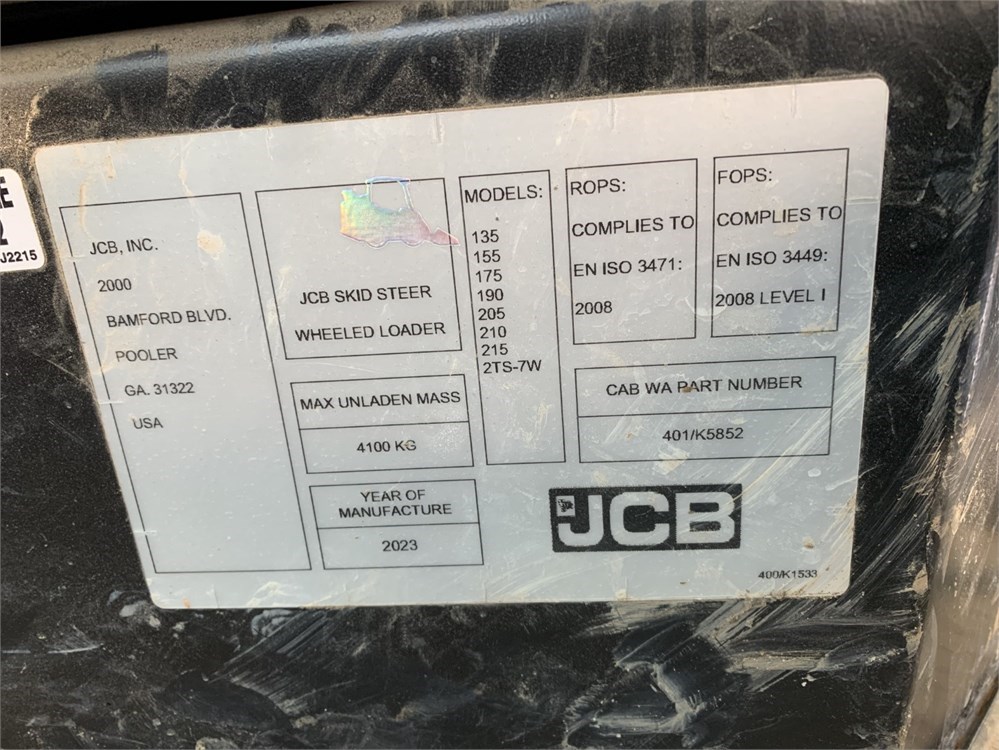 E
2
J2215
JCB, INC.
2000
BAMFORD BLVD.
POOLER
GA. 31322
USA
JCB SKID STEER
WHEELED LOADER
MAX UNLADEN MASS
4100 KG
YEAR OF
MANUFACTURE
2023
MODELS:
135
155
175
190
205
210
215
2TS-7W
ROPS:
COMPLIES TO
EN ISO 3471:
2008
FOPS:
COMPLIES TO
EN ISO 3449:
2008 LEVEL I
CAB WA PART NUMBER
401/K5852
JCB
400/K1533